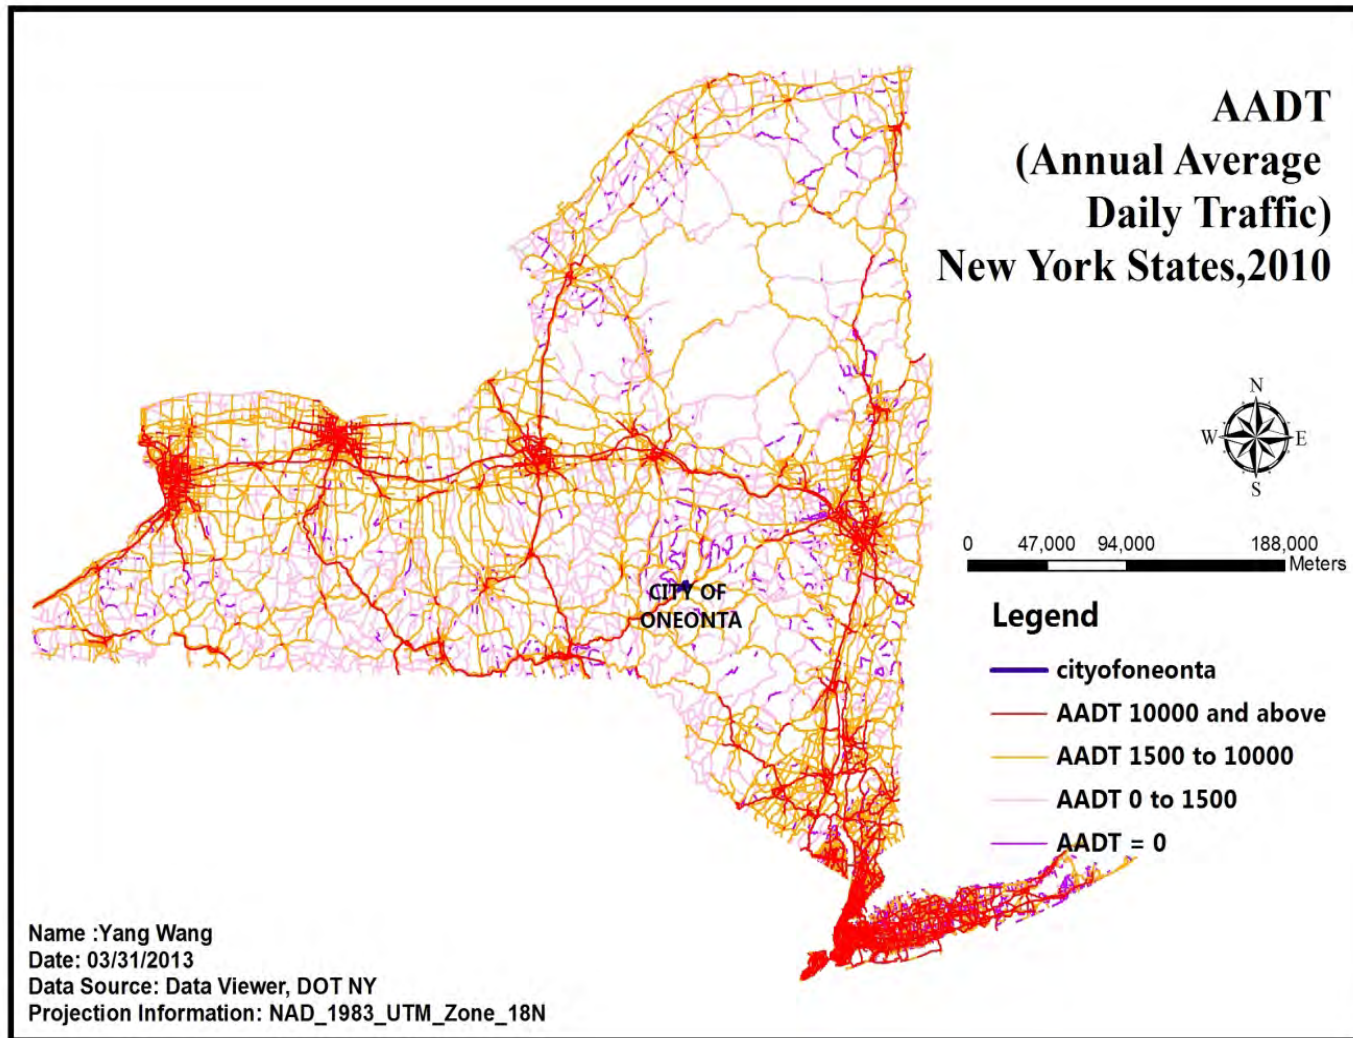 AADT
(Annual Average
Daily Traffic)
New York States,2010
N
W E
S
0 47,000 94,000 188,000
Meters
CITY OF
ONEONTA
Legend
cityofoneonta
AADT 10000 and above
AADT 1500 to 10000
AADT 0 to 1500
AADT = 0
Name :Yang Wang
Date: 03/31/2013
Data Source: Data Viewer, DOT NY
Projection Information: NAD_1983_UTM_Zone_18N